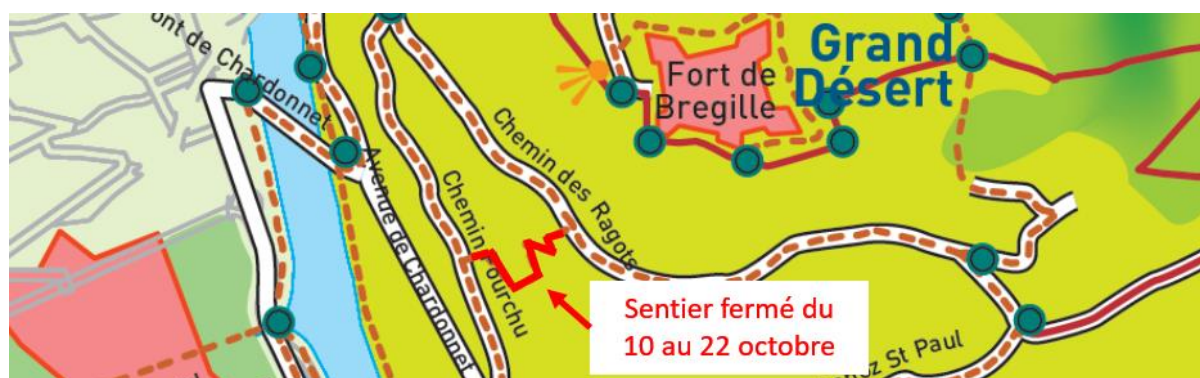 ont de Chardonnet
Avenue de Chardonnet
Chemin Fourchu
Chemin des Ragots
Fort de
Bregille
Grand
Désert
Sentier fermé du
10 au 22 octobre
oz St Paul